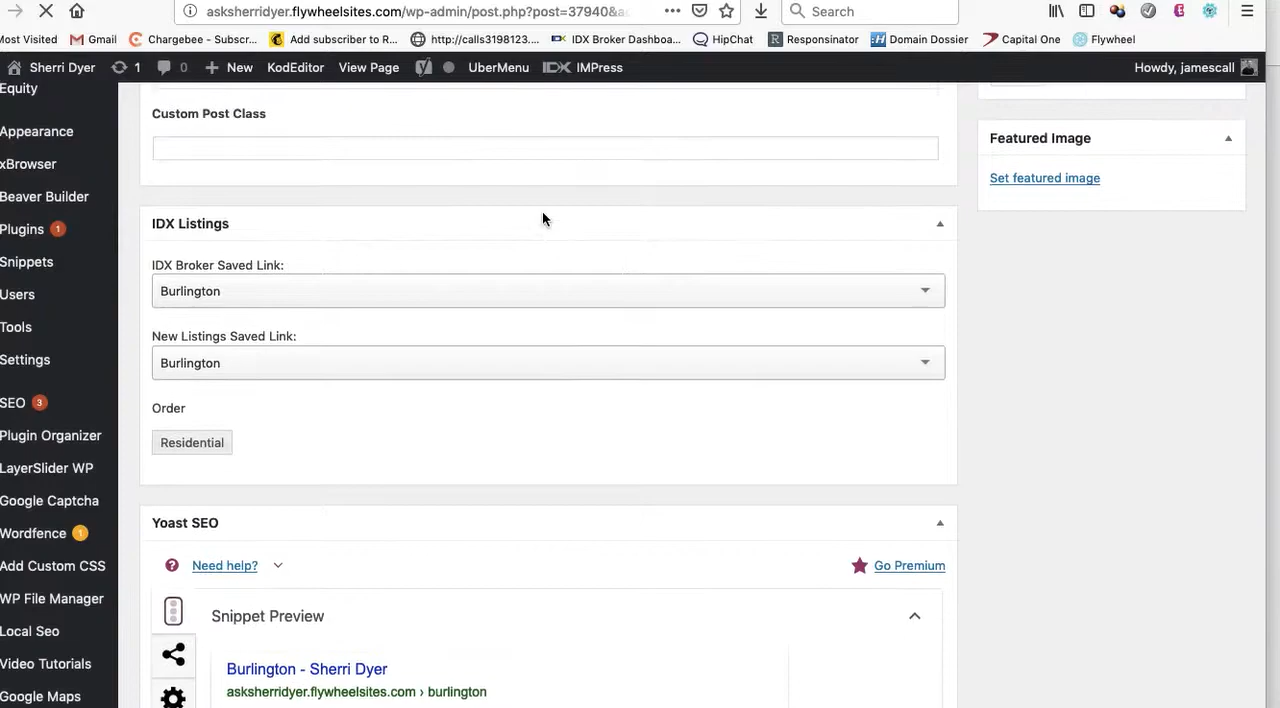 asksherridyer.flywheelsites.com/wp-admin/post.php?post=37940&a
Search
Most Visited
Gmail
Chargebee - Subscr...
Add subscriber to R...
http://calls3198123....
IDX Broker Dashboa...
HipChat
Responsinator
Domain Dossier
Capital One
Flywheel
Sherri Dyer
1
0
New
KodEditor
View Page
UberMenu
IDX IMPress
Howdy, jamescall
Equity
Appearance
xBrowser
Beaver Builder
Plugins 1
Snippets
Users
Tools
Settings
SEO 3
Plugin Organizer
LayerSlider WP
Google Captcha
Wordfence 1
Add Custom CSS
WP File Manager
Local Seo
Video Tutorials
Google Maps
Custom Post Class
IDX Listings
IDX Broker Saved Link:
Burlington
New Listings Saved Link:
Burlington
Order
Residential
Yoast SEO
Need help?
Go Premium
Snippet Preview
Burlington - Sherri Dyer
asksherridyer.flywheelsites.com › burlington
Featured Image
Set featured image